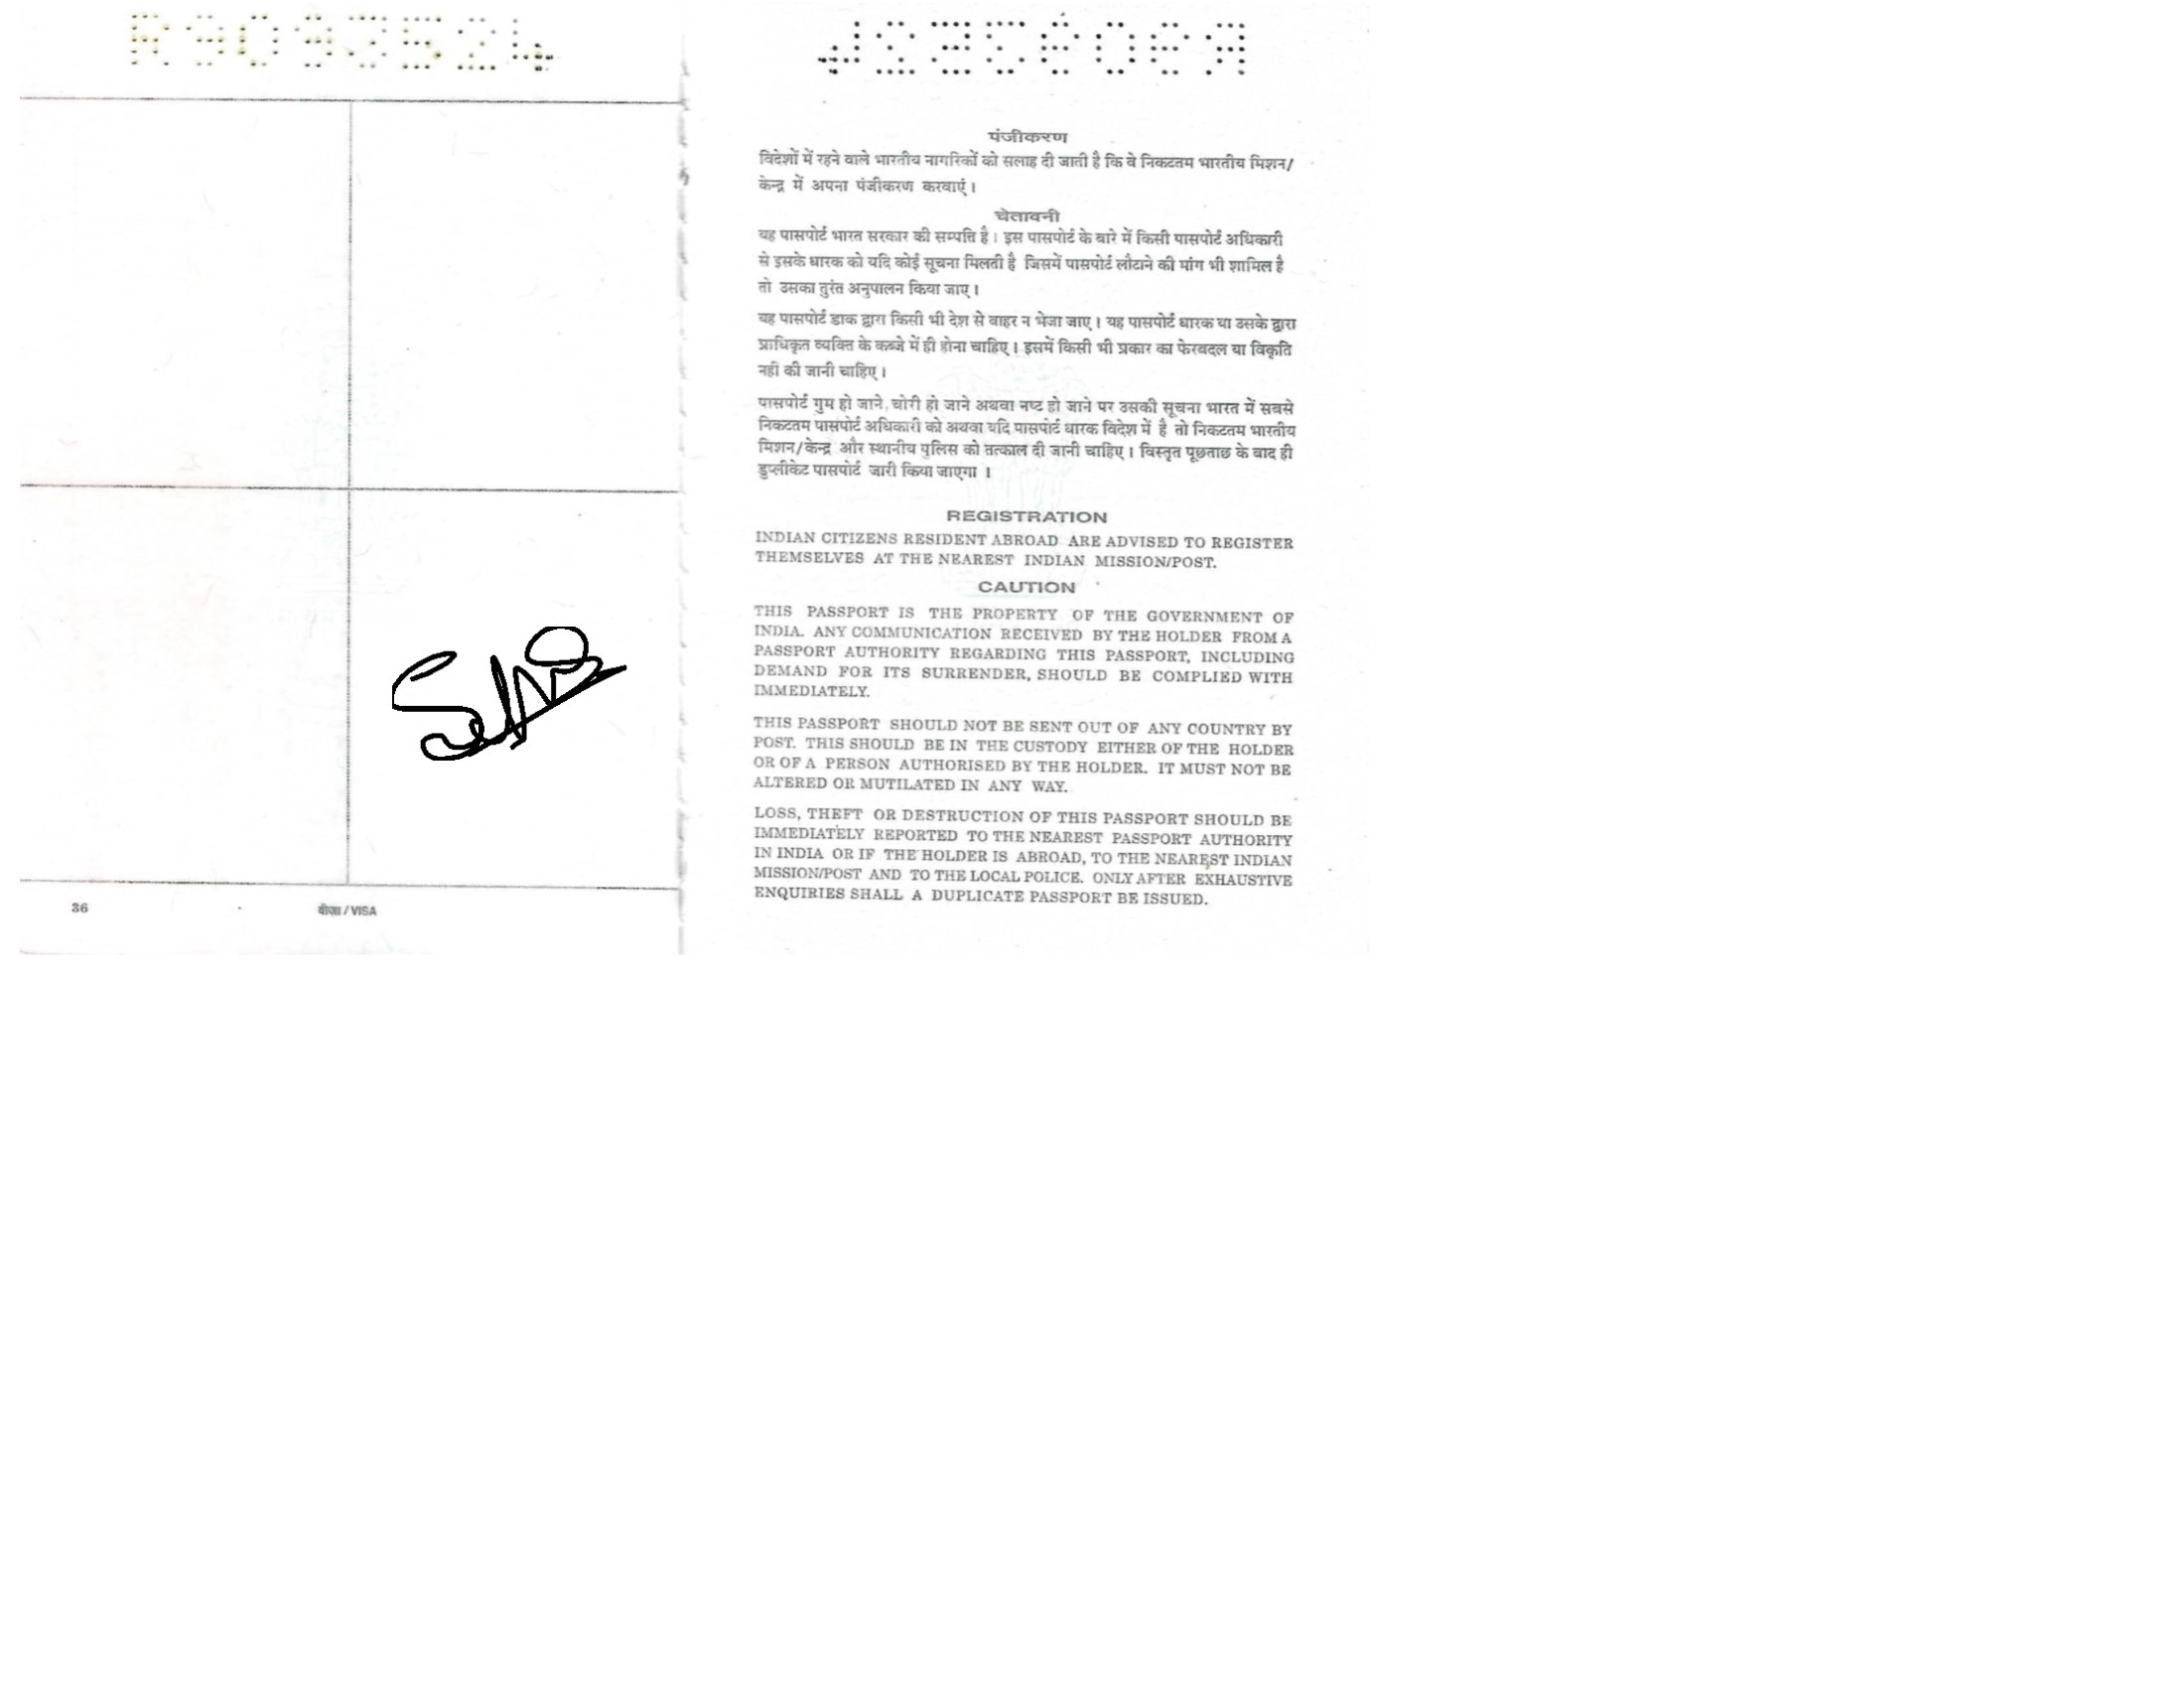 R9093524
36
वीज़ा / VISA
पंजीकरण
विदेशों में रहने वाले भारतीय नागरिकों को सलाह दी जाती है कि वे निकटतम भारतीय मिशन/
केन्द्र में अपना पंजीकरण करवाएं।
चेतावनी
यह पासपोर्ट भारत सरकार की सम्पत्ति है। इस पासपोर्ट के बारे में किसी पासपोर्ट अधिकारी
से इसके धारक को यदि कोई सूचना मिलती है जिसमें पासपोर्ट लौटाने की मांग भी शामिल है
तो उसका तुरंत अनुपालन किया जाए।
यह पासपोर्ट डाक द्वारा किसी भी देश से बाहर न भेजा जाए। यह पासपोर्ट धारक या उसके द्वारा
प्राधिकृत व्यक्ति के कब्जे में ही होना चाहिए। इसमें किसी भी प्रकार का फेरबदल या विकृति
नहीं की जानी चाहिए।
पासपोर्ट गुम हो जाने, चोरी हो जाने अथवा नष्ट हो जाने पर उसकी सूचना भारत में सबसे
निकटतम पासपोर्ट अधिकारी को अथवा यदि पासपोर्ट धारक विदेश में है तो निकटतम भारतीय
मिशन/केन्द्र और स्थानीय पुलिस को तत्काल दी जानी चाहिए। विस्तृत पूछताछ के बाद ही
डुप्लीकेट पासपोर्ट जारी किया जाएगा ।
REGISTRATION
INDIAN CITIZENS RESIDENT ABROAD ARE ADVISED TO REGISTER
THEMSELVES AT THE NEAREST INDIAN MISSION/POST.
CAUTION
THIS PASSPORT IS THE PROPERTY OF THE GOVERNMENT OF
INDIA. ANY COMMUNICATION RECEIVED BY THE HOLDER FROM A
PASSPORT AUTHORITY REGARDING THIS PASSPORT, INCLUDING
DEMAND FOR ITS SURRENDER, SHOULD BE COMPLIED WITH
IMMEDIATELY.
THIS PASSPORT SHOULD NOT BE SENT OUT OF ANY COUNTRY BY
POST. THIS SHOULD BE IN THE CUSTODY EITHER OF THE HOLDER
OR OF A PERSON AUTHORISED BY THE HOLDER. IT MUST NOT BE
ALTERED OR MUTILATED IN ANY WAY.
LOSS, THEFT OR DESTRUCTION OF THIS PASSPORT SHOULD BE
IMMEDIATELY REPORTED TO THE NEAREST PASSPORT AUTHORITY
IN INDIA OR IF THE HOLDER IS ABROAD, TO THE NEAREST INDIAN
MISSION/POST AND TO THE LOCAL POLICE. ONLY AFTER EXHAUSTIVE
ENQUIRIES SHALL A DUPLICATE PASSPORT BE ISSUED.